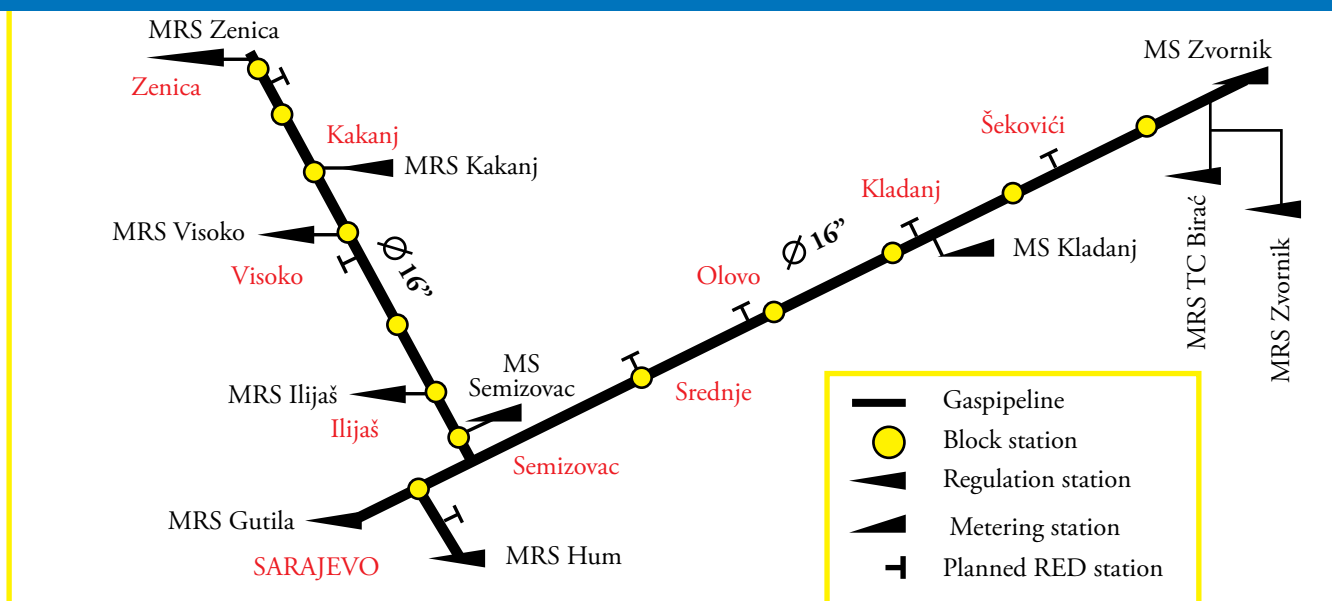 MRS Zenica
Zenica
Kakanj
MRS Kakanj
MRS Visoko
Visoko
Ø 16”
MRS Ilijaš
Ilijaš
MS
Semizovac
Semizovac
MRS Gutila
SARAJEVO
MRS Hum
Srednje
Olovo
Ø 16”
Kladanj
MS Kladanj
Šekovići
MS Zvornik
MRS TC Birać
MRS Zvornik
Gaspipeline
Block station
Regulation station
Metering station
Planned RED station